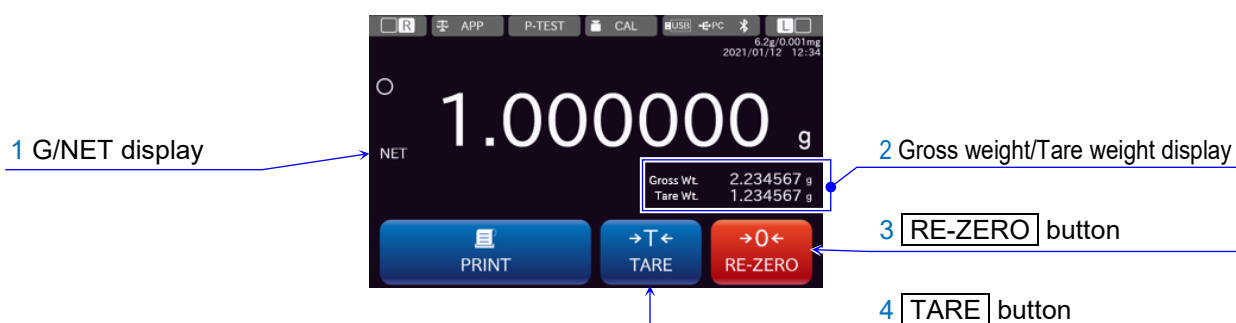 R APP P-TEST CAL USB PC L
6.2g/0.001mg
2021/01/12 12:34
1.000000 g
NET
1 G/NET display
2 Gross weight/Tare weight display
Gross Wt. 2.234567 g
Tare Wt. 1.234567 g
3 RE-ZERO button
→T← →0←
PRINT TARE RE-ZERO
4 TARE button